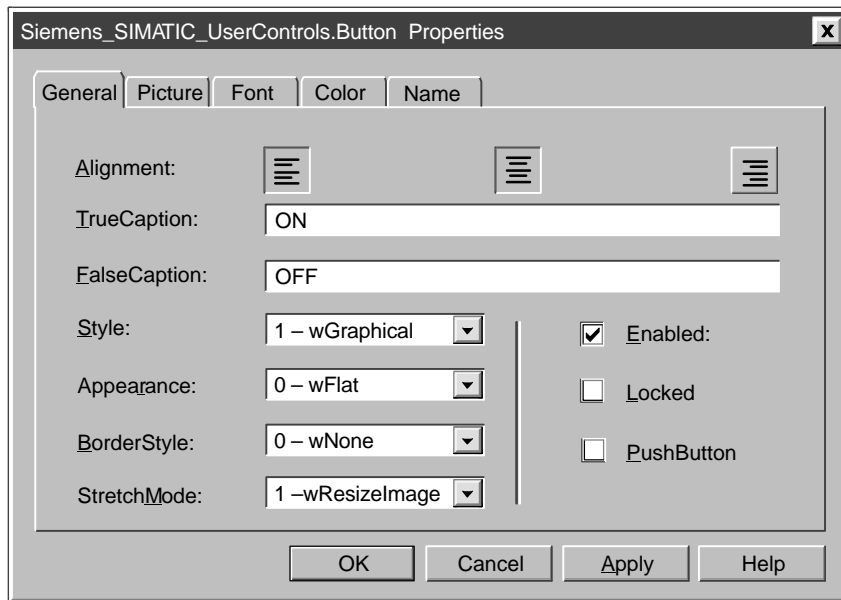 Siemens_SIMATIC_UserControls.Button Properties X
General Picture Font Color Name
Alignment:
TrueCaption: ON
FalseCaption: OFF
Style: 1 – wGraphical
Enabled:
Appearance: 0 – wFlat
Locked
BorderStyle: 0 – wNone
PushButton
StretchMode: 1 –wResizeImage
OK Cancel Apply Help